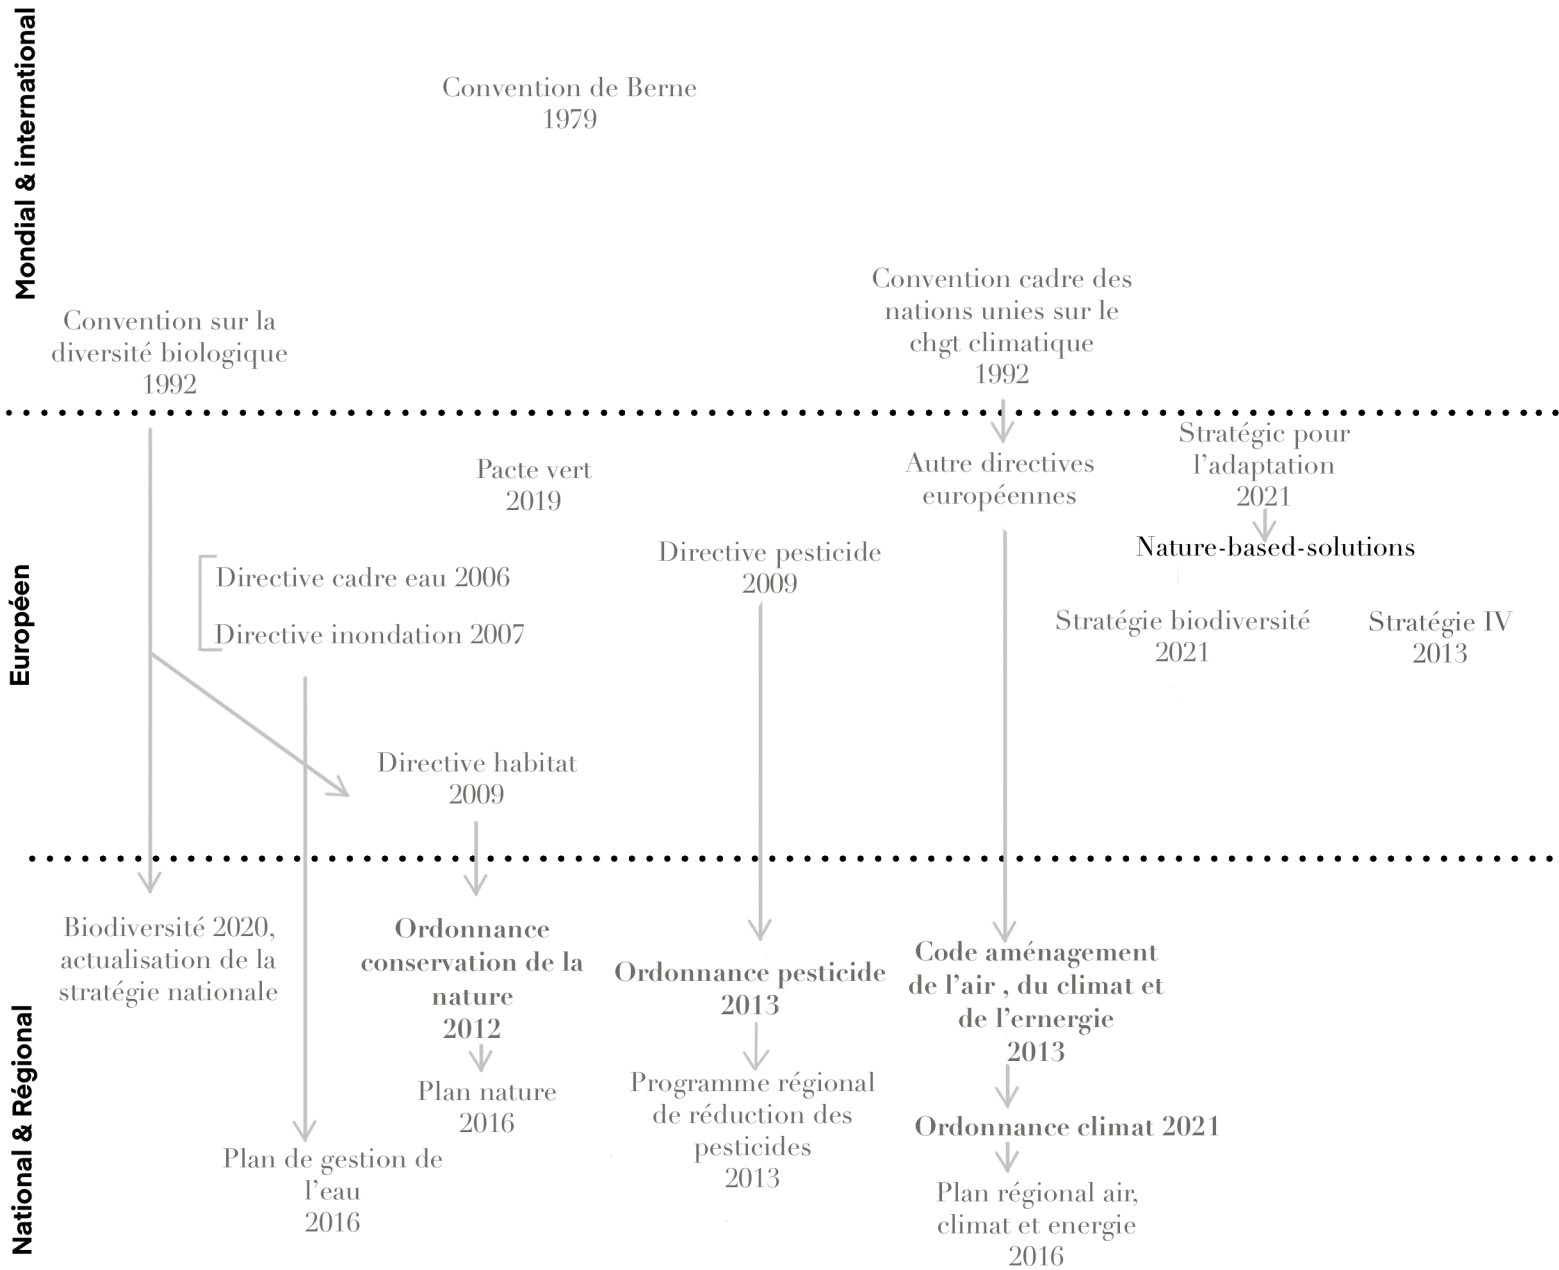 Mondial & international
Convention de Berne
1979
Convention sur la
diversité biologique
1992
Convention cadre des
nations unies sur le
chgt climatique
1992
Européen
Pacte vert
2019
Autre directives
européennes
Stratégic pour
l'adaptation
2021
Nature-based-solutions
Directive cadre eau 2006
Directive inondation 2007
Directive pesticide
2009
Stratégie biodiversité
2021
Stratégie IV
2013
Directive habitat
2009
National & Régional
Biodiversité 2020,
actualisation de la
stratégie nationale
Plan de gestion de
l'eau
2016
Ordonnance
conservation de la
nature
2012
Plan nature
2016
Ordonnance pesticide
2013
Programme régional
de réduction des
pesticides
2013
Code aménagement
de l'air , du climat et
de l'ernergie
2013
Ordonnance climat 2021
Plan régional air,
climat et energie
2016